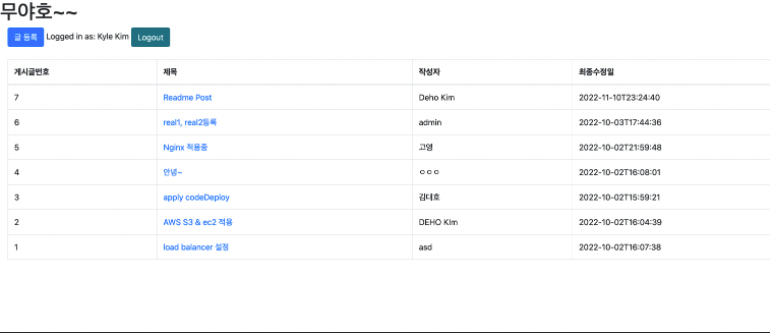 무야호~~
글 등록 Logged in as: Kyle Kim Logout
게시글번호 제목 작성자 최종수정일
7 Readme Post Deho Kim 2022-11-10T23:24:40
6 real1, real2등록 admin 2022-10-03T17:44:36
5 Nginx 적용중 고영 2022-10-02T21:59:48
4 안녕~ ㅇㅇㅇ 2022-10-02T16:08:01
3 apply codeDeploy 김대호 2022-10-02T15:59:21
2 AWS S3 & ec2 적용 DEHO KIm 2022-10-02T16:04:39
1 load balancer 설정 asd 2022-10-02T16:07:38